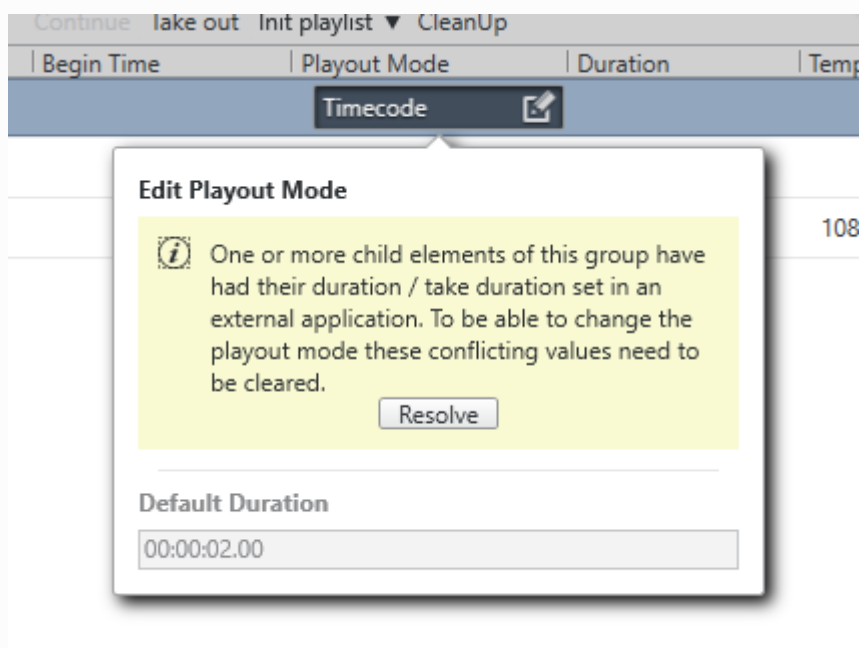 Continue Take out Init playlist ▼ CleanUp
Begin Time Playout Mode Duration Temp
Timecode
Edit Playout Mode
One or more child elements of this group have
had their duration / take duration set in an
external application. To be able to change the
playout mode these conflicting values need to
be cleared.
Resolve
108
Default Duration
00:00:02.00